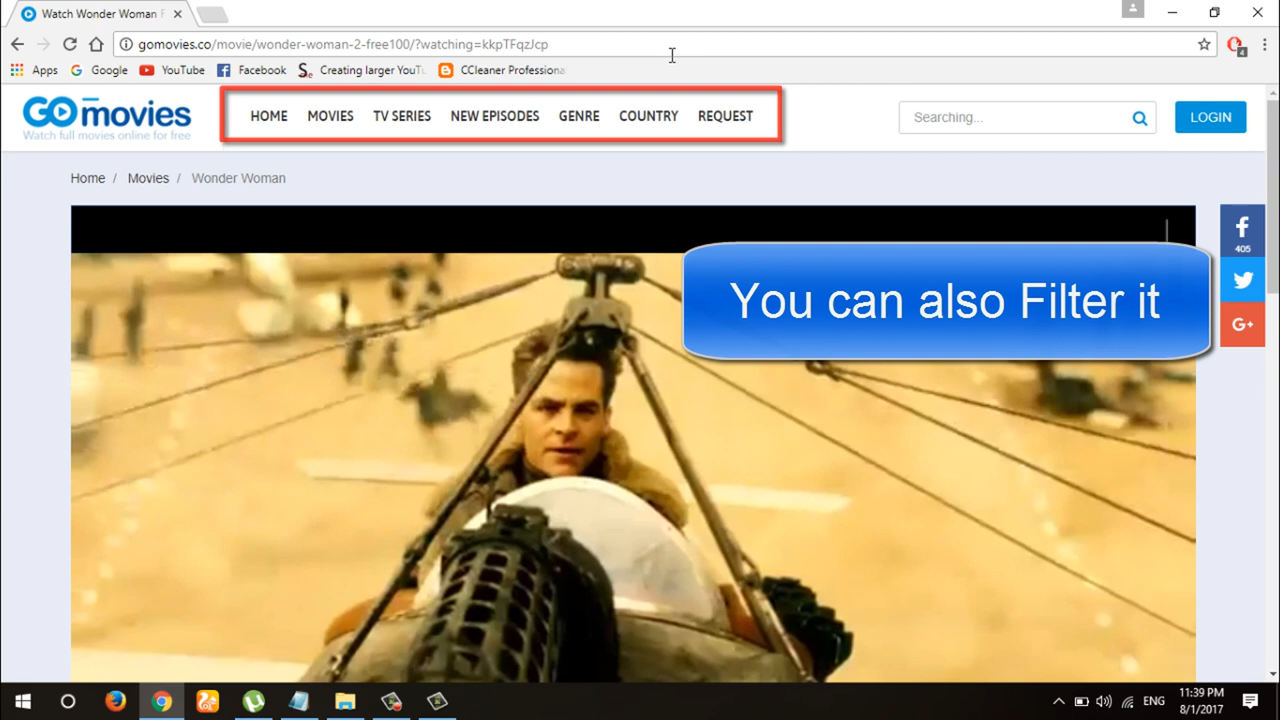 Watch Wonder Woman F
gomovies.co/movie/wonder-woman-2-free100/?watching=kkpTFqzJcp
4
Apps Google YouTube Facebook Creating larger YouTu CCleaner Professiona
GOmovies
Watch full movies online for free
HOME MOVIES TV SERIES NEW EPISODES GENRE COUNTRY REQUEST
Searching...
LOGIN
Home / Movies / Wonder Woman
405
You can also Filter it
G+
ENG
11:39 PM
8/1/2017